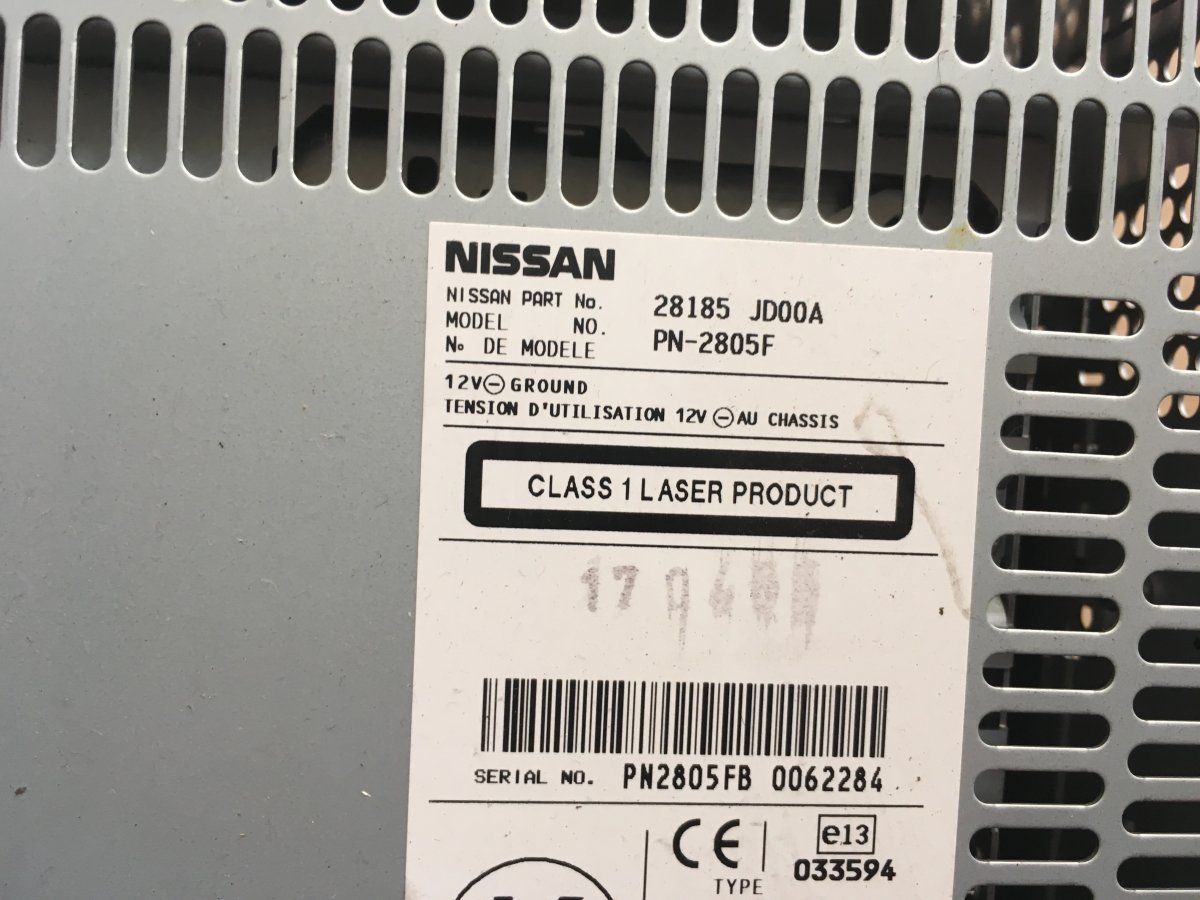 NISSAN
NISSAN PART No. 28185 JD00A
MODEL NO. PN-2805F
No DE MODELE
12V⊖GROUND
TENSION D'UTILISATION 12V ⊖AU CHASSIS
CLASS 1 LASER PRODUCT
17
SERIAL NO. PN2805FB 0062284
CE
e13
TYPE 033594